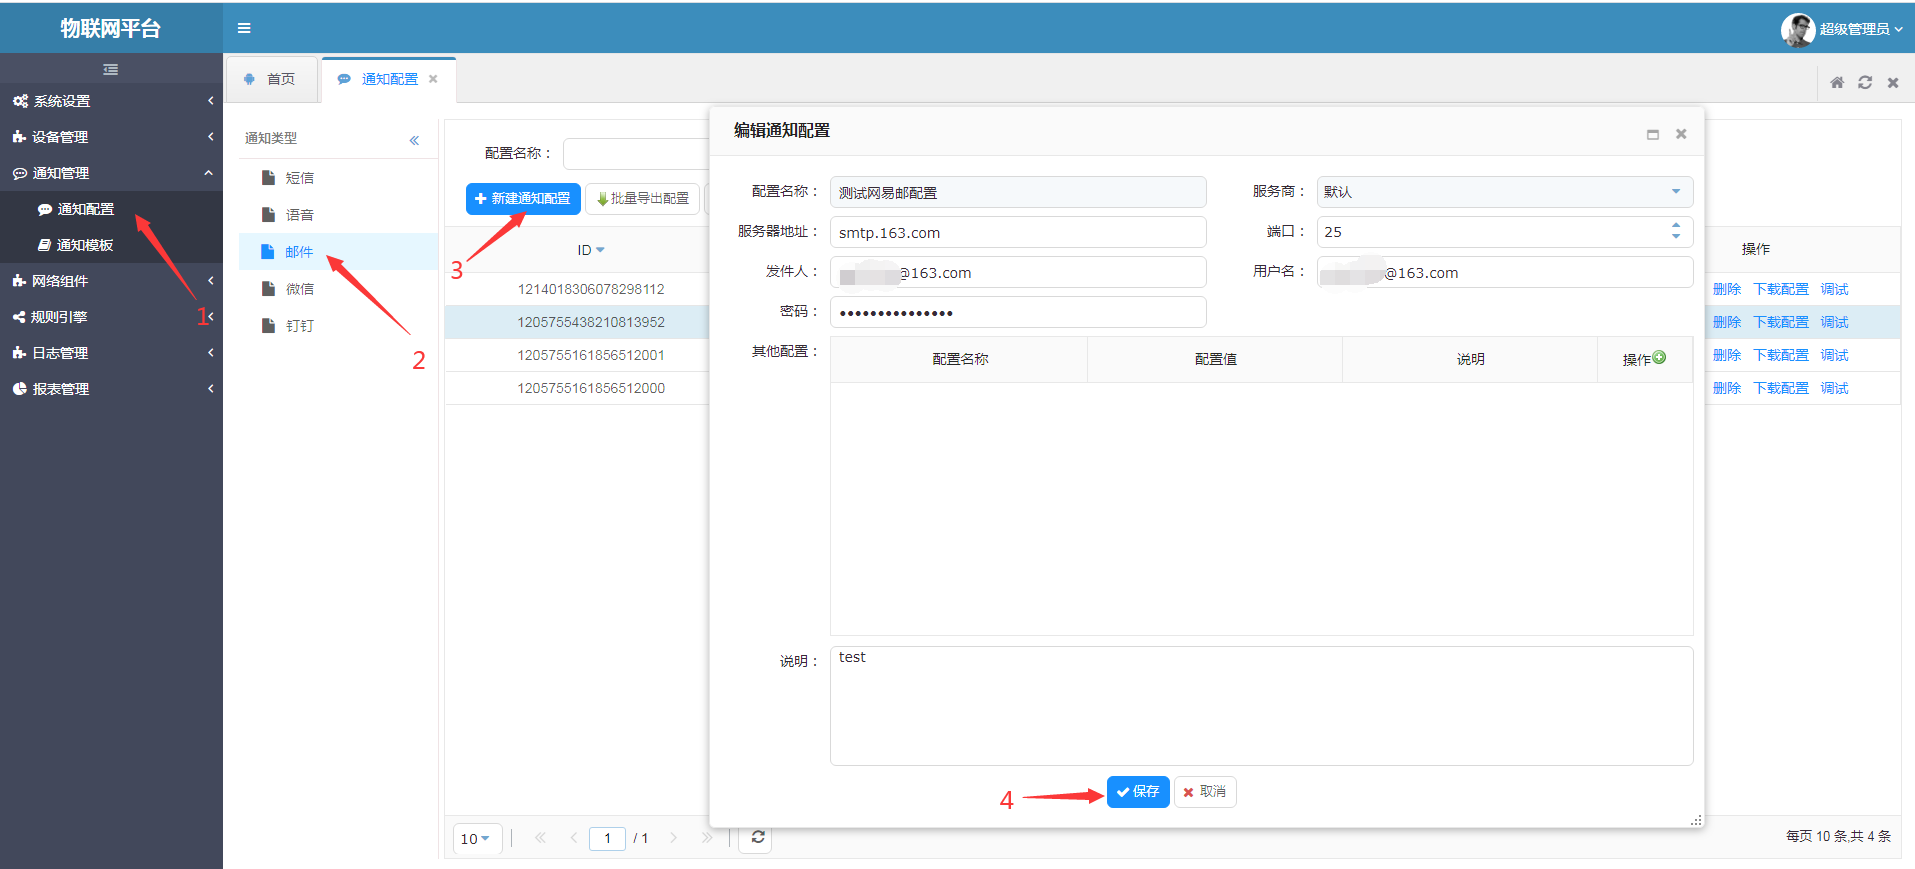 物联网平台
超级管理员
首页
通知配置
系统设置
设备管理
通知管理
通知配置
通知模板
网络组件
规则引擎
日志管理
报表管理
1
通知类型
短信
语音
邮件
微信
钉钉
2
配置名称：
新建通知配置
批量导出配置
3
ID
1214018306078298112
1205755438210813952
1205755161856512001
1205755161856512000
操作
删除 下载配置 调试
删除 下载配置 调试
删除 下载配置 调试
删除 下载配置 调试
编辑通知配置
配置名称： 测试网易邮配置
服务商： 默认
服务器地址： smtp.163.com
端口： 25
发件人： @163.com
用户名： @163.com
密码： •••••••••••••••
其他配置：
配置名称 配置值 说明 操作
说明： test
4
保存
取消
10
1 / 1
每页 10 条,共 4 条